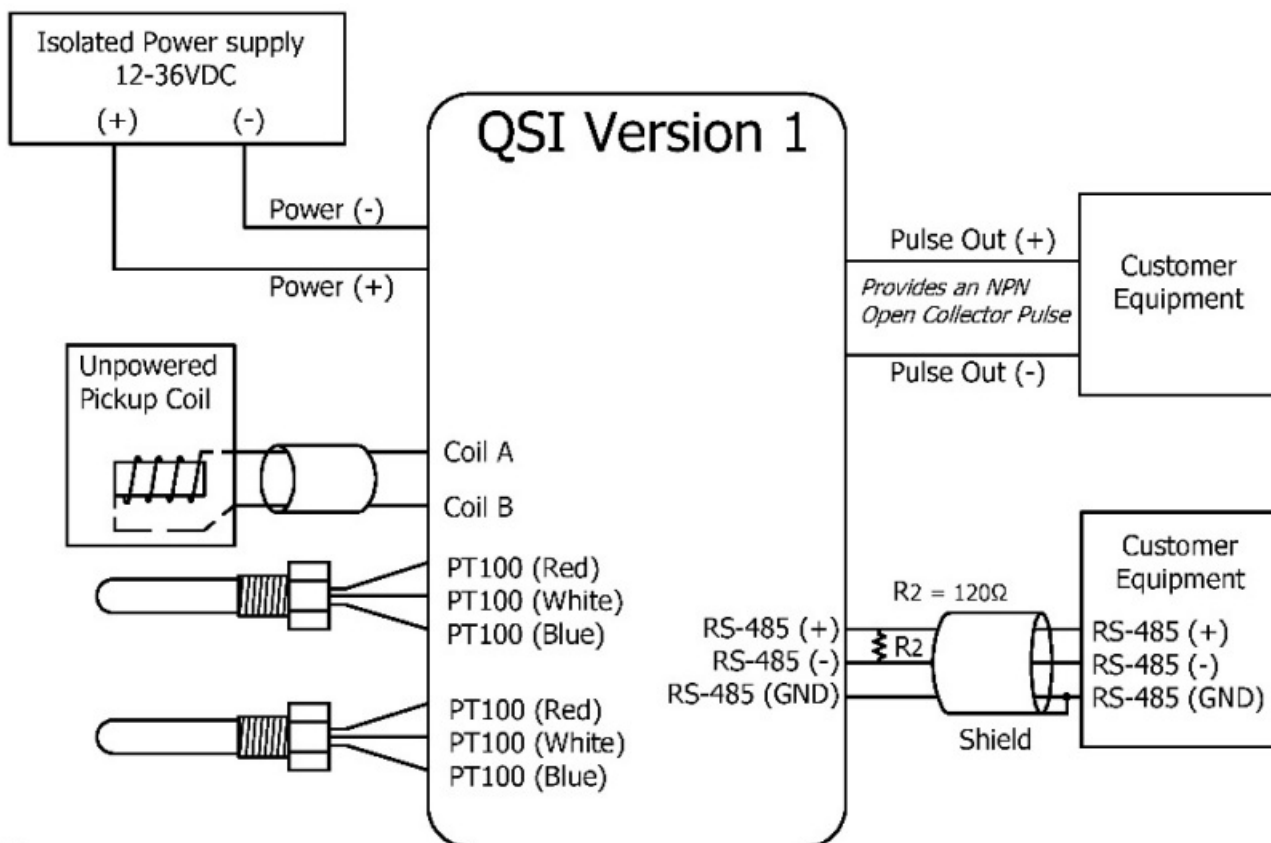 Isolated Power supply
12-36VDC
(+) (-)
QSI Version 1
Power (-)
Power (+)
Pulse Out (+)
Provides an NPN
Open Collector Pulse
Pulse Out (-)
Customer
Equipment
Unpowered
Pickup Coil
Coil A
Coil B
PT100 (Red)
PT100 (White)
PT100 (Blue)
PT100 (Red)
PT100 (White)
PT100 (Blue)
R2 = 120Ω
RS-485 (+)
RS-485 (-)
RS-485 (GND)
R2
Shield
Customer
Equipment
RS-485 (+)
RS-485 (-)
RS-485 (GND)